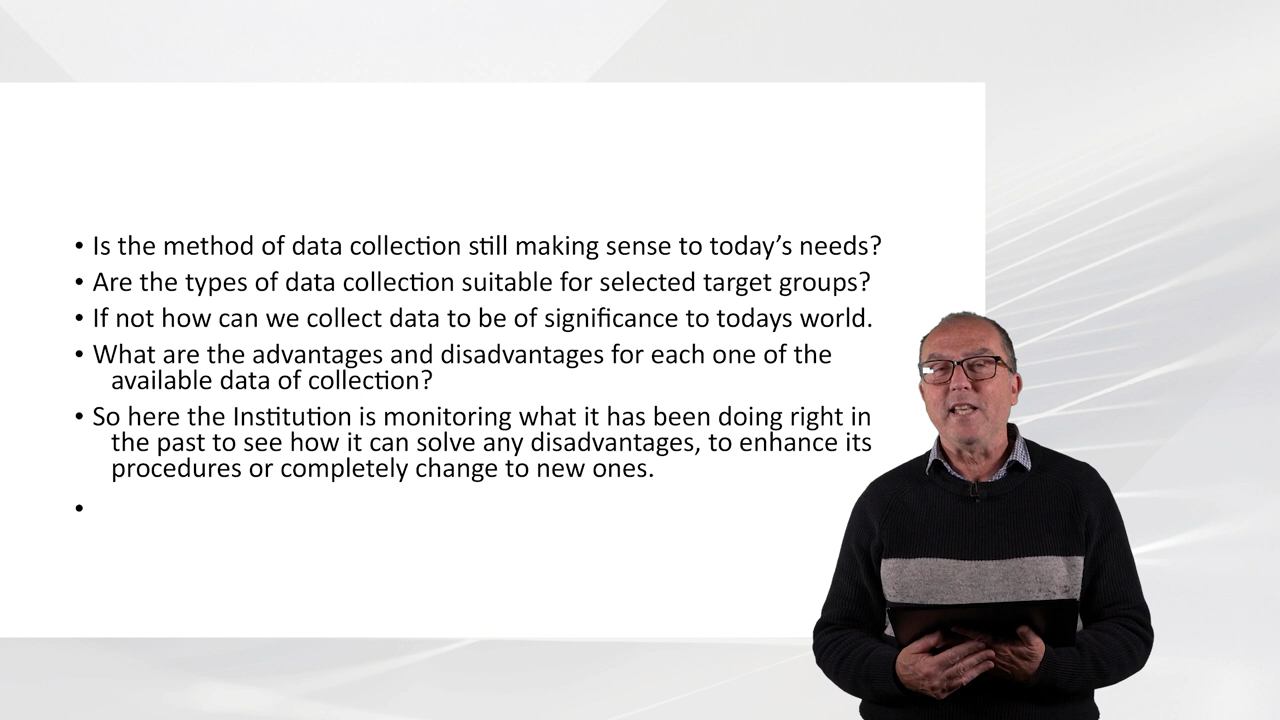 • Is the method of data collection still making sense to today’s needs?
• Are the types of data collection suitable for selected target groups?
• If not how can we collect data to be of significance to todays world.
• What are the advantages and disadvantages for each one of the
available data of collection?
• So here the Institution is monitoring what it has been doing right in
the past to see how it can solve any disadvantages, to enhance its
procedures or completely change to new ones.
•